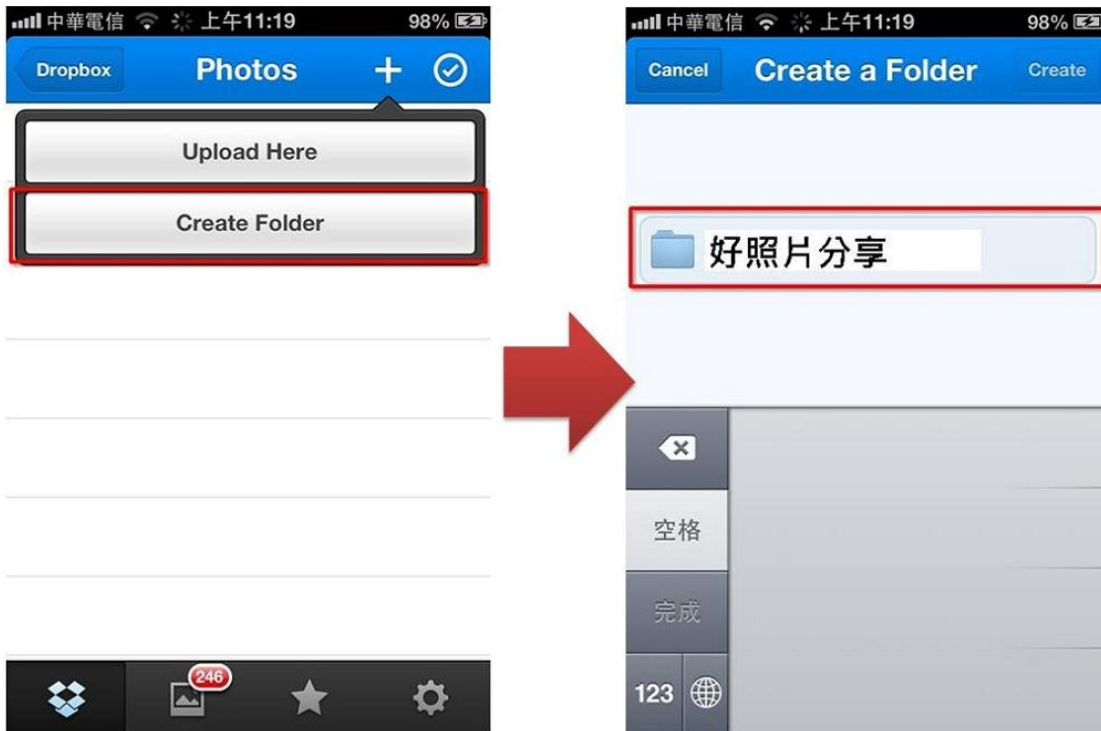 中華電信 上午11:19 98%
Dropbox Photos +
Upload Here
Create Folder
246
中華電信 上午11:19 98%
Cancel Create a Folder Create
好照片分享
空格
完成
123